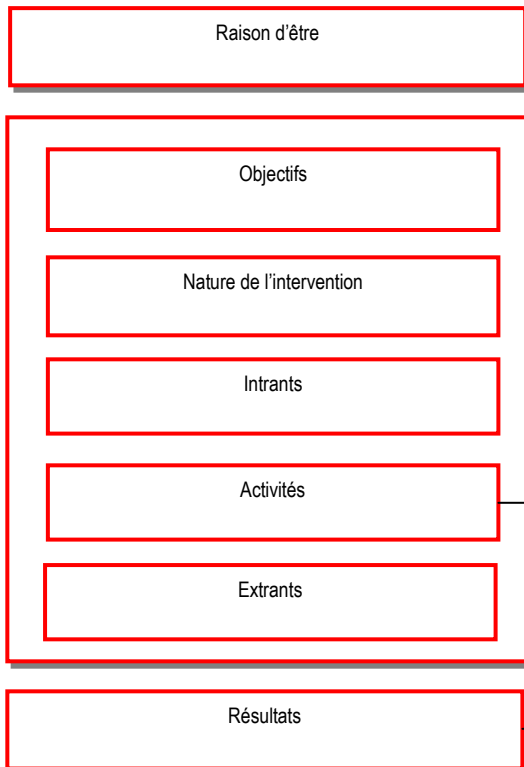 Raison d’être
Objectifs
Nature de l’intervention
Intrants
Activités
Extrants
Résultats